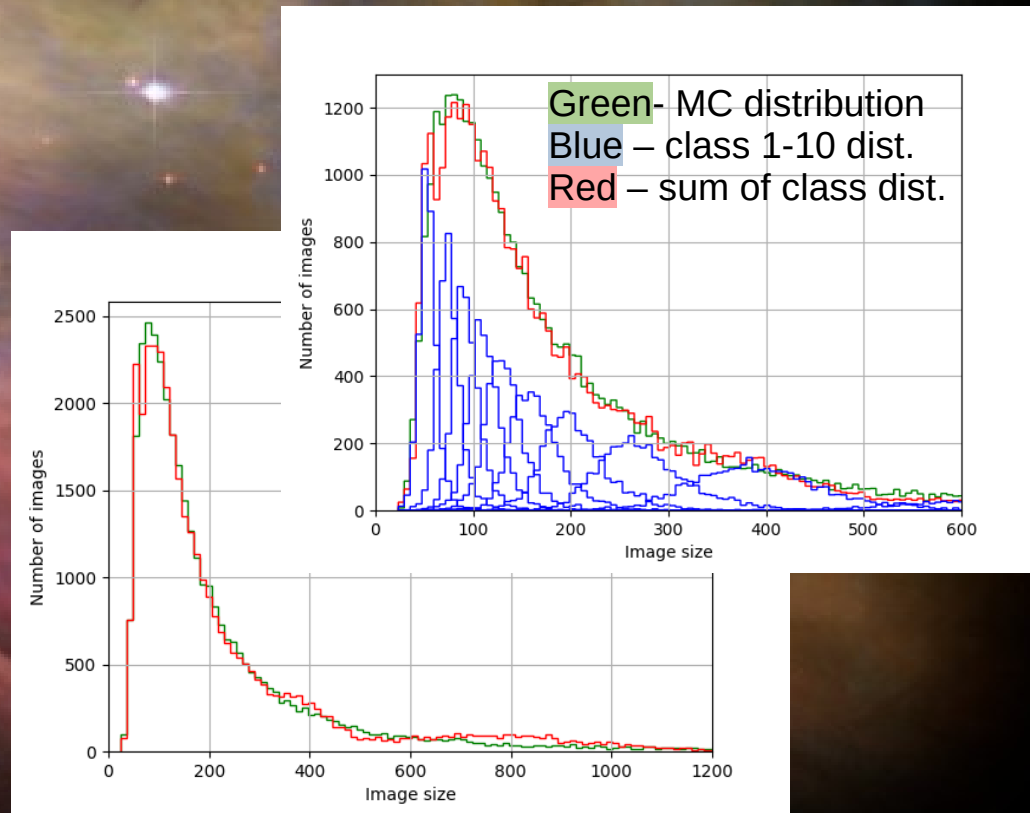 Green- MC distribution
Blue – class 1-10 dist.
Red – sum of class dist.
1200
1000
800
600
400
200
0
0 100 200 300 400 500 600
Number of images
Image size
2500
2000
1500
1000
500
0
0 200 400 600 800 1000 1200
Number of images
Image size